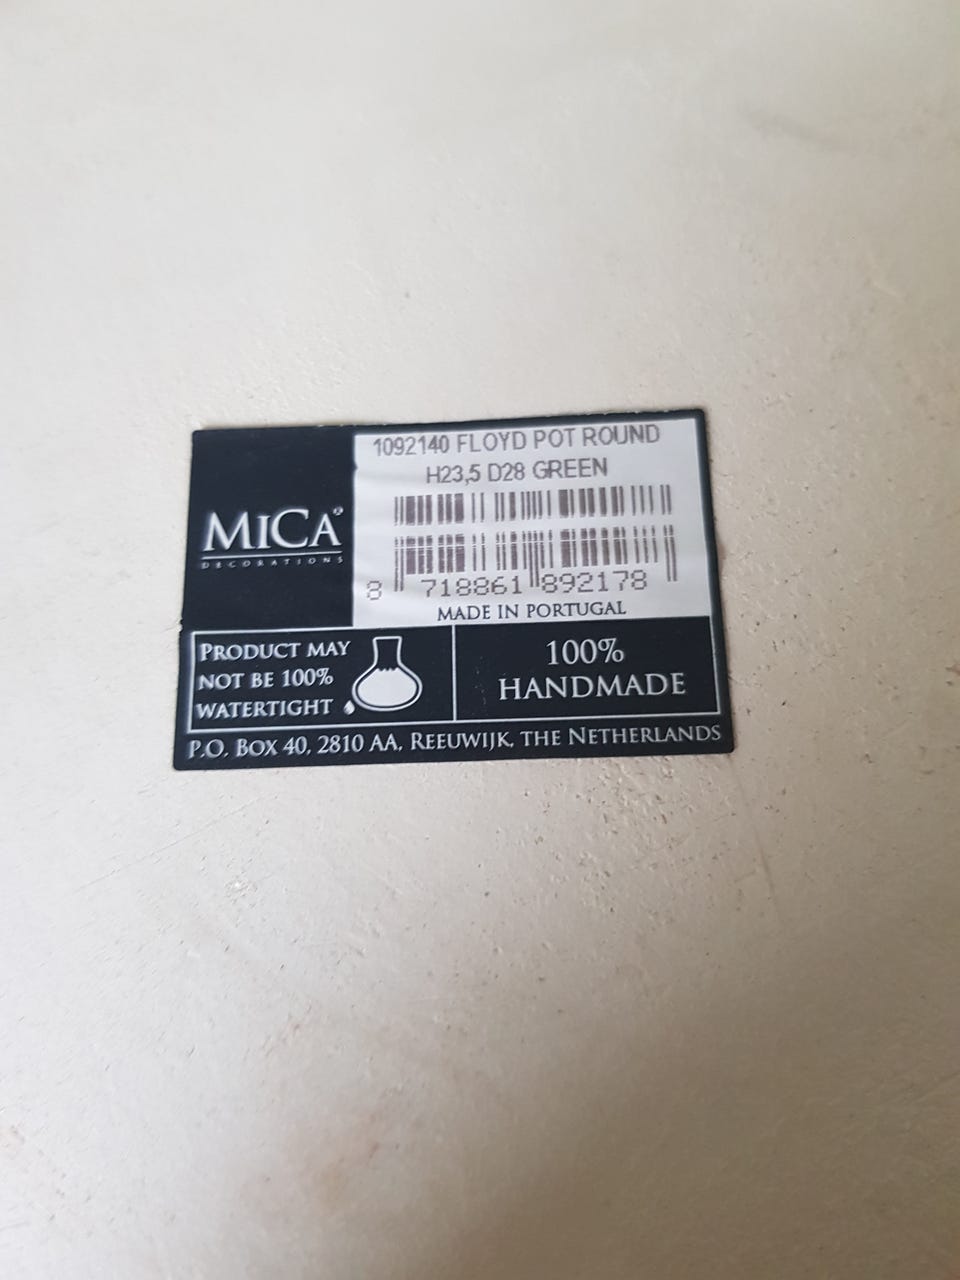 1092140 FLOYD POT ROUND
H23,5 D28 GREEN
MICA®
DECORATIONS
8 718861 892178
MADE IN PORTUGAL
PRODUCT MAY
NOT BE 100%
WATERTIGHT
100%
HANDMADE
P.O. BOX 40, 2810 AA, REEUWIJK, THE NETHERLANDS